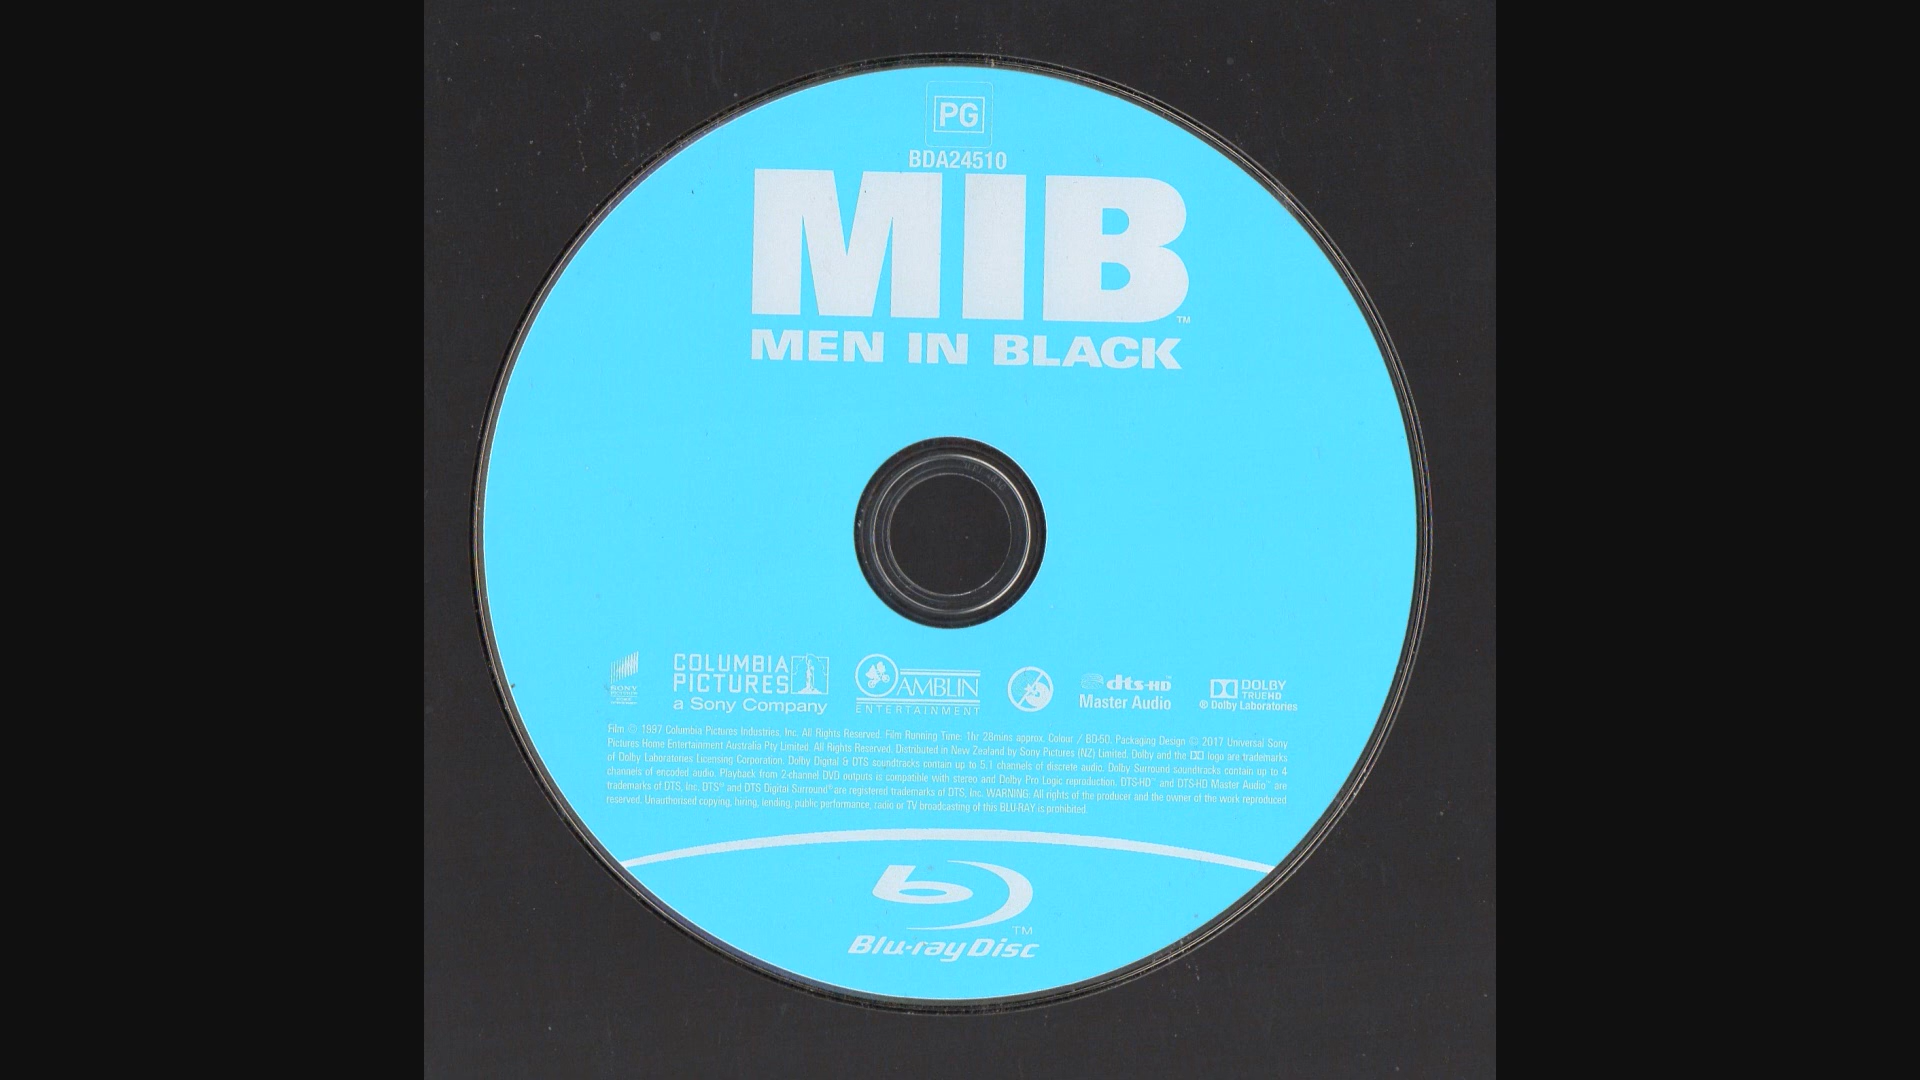 PG
BDA24510
MIB
TM
MEN IN BLACK
SONY
COLUMBIA
PICTURES
a Sony Company
AMBLIN
ENTERTAINMENT
dts-HD
Master Audio
DOLBY
TRUEHD
® Dolby Laboratories
Film © 1997 Columbia Pictures Industries, Inc. All Rights Reserved. Film Running Time: 1hr 28mins approx. Colour / BD-50. Packaging Design © 2017 Universal Sony
Pictures Home Entertainment Australia Pty Limited. All Rights Reserved. Distributed in New Zealand by Sony Pictures (NZ) Limited. Dolby and the logo are trademarks
of Dolby Laboratories Licensing Corporation. Dolby Digital & DTS soundtracks contain up to 5.1 channels of discrete audio. Dolby Surround soundtracks contain up to 4
channels of encoded audio. Playback from 2-channel DVD outputs is compatible with stereo and Dolby Pro Logic reproduction. DTS-HD™ and DTS-HD Master Audio™ are
trademarks of DTS, Inc. DTS® and DTS Digital Surround® are registered trademarks of DTS, Inc. WARNING: All rights of the producer and the owner of the work reproduced
reserved. Unauthorised copying, hiring, lending, public performance, radio or TV broadcasting of this BLU-RAY is prohibited.
TM
Blu-ray Disc